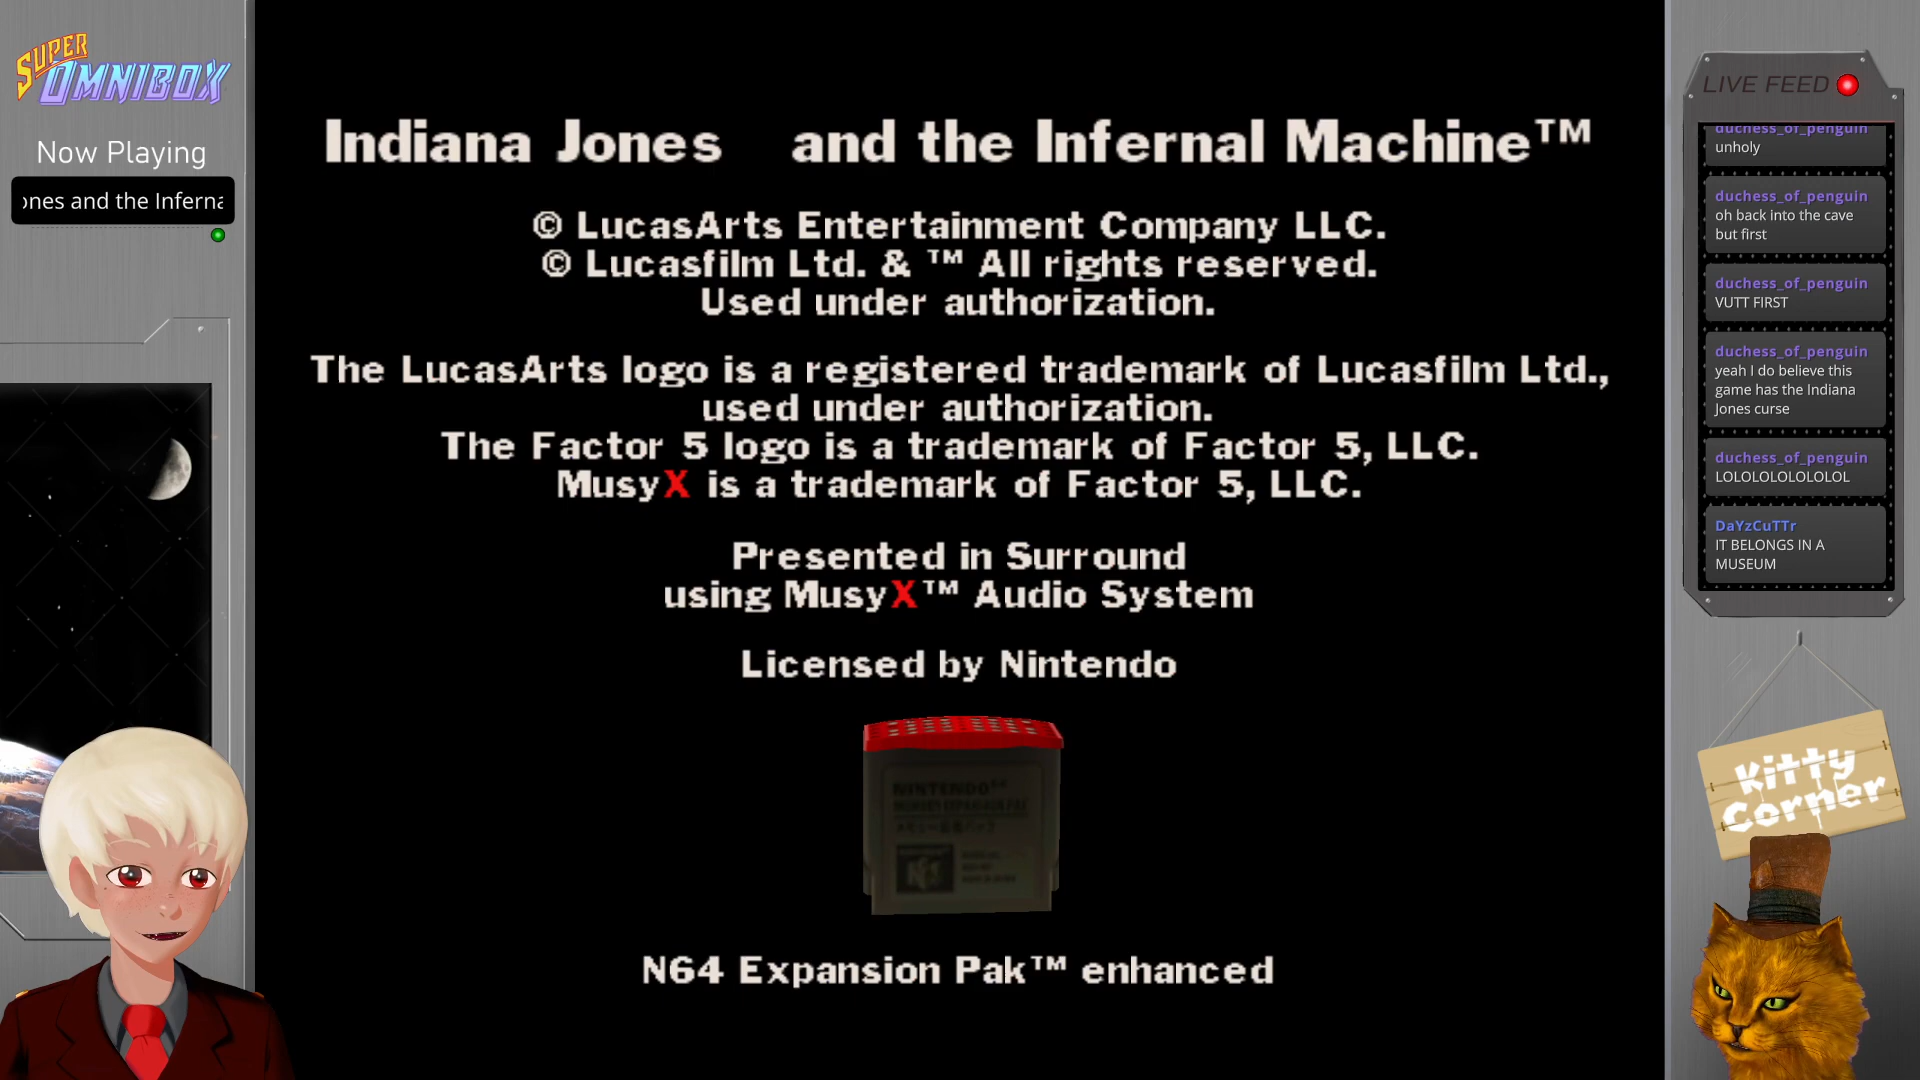 SUPER
OMNIBOX
Now Playing
ones and the Inferna
Indiana Jones and the Infernal Machine™
© LucasArts Entertainment Company LLC.
© Lucasfilm Ltd. & ™ All rights reserved.
Used under authorization.
The LucasArts logo is a registered trademark of Lucasfilm Ltd.,
used under authorization.
The Factor 5 logo is a trademark of Factor 5, LLC.
MusyX is a trademark of Factor 5, LLC.
Presented in Surround
using MusyX™ Audio System
Licensed by Nintendo
NINTENDO64
N64 Expansion Pak™ enhanced
LIVE FEED
duchess_of_penguin
unholy
duchess_of_penguin
oh back into the cave
but first
duchess_of_penguin
VUTT FIRST
duchess_of_penguin
yeah I do believe this
game has the Indiana
Jones curse
duchess_of_penguin
LOLOLOLOLOLOLOL
DaYzCuTTr
IT BELONGS IN A
MUSEUM
Kitty
Corner